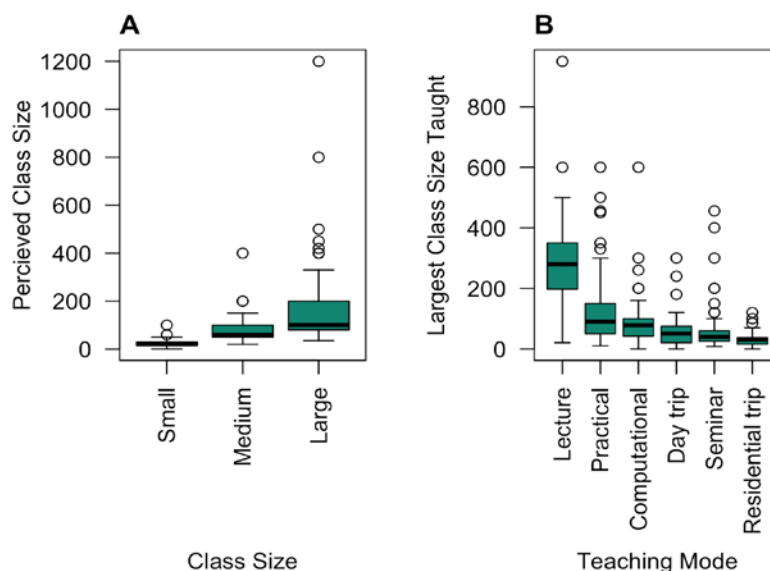 A
Percieved Class Size
1200
1000
800
600
400
200
0
Small
Medium
Large
Class Size
B
Largest Class Size Taught
800
600
400
200
0
Lecture
Practical
Computational
Day trip
Seminar
Residential trip
Teaching Mode